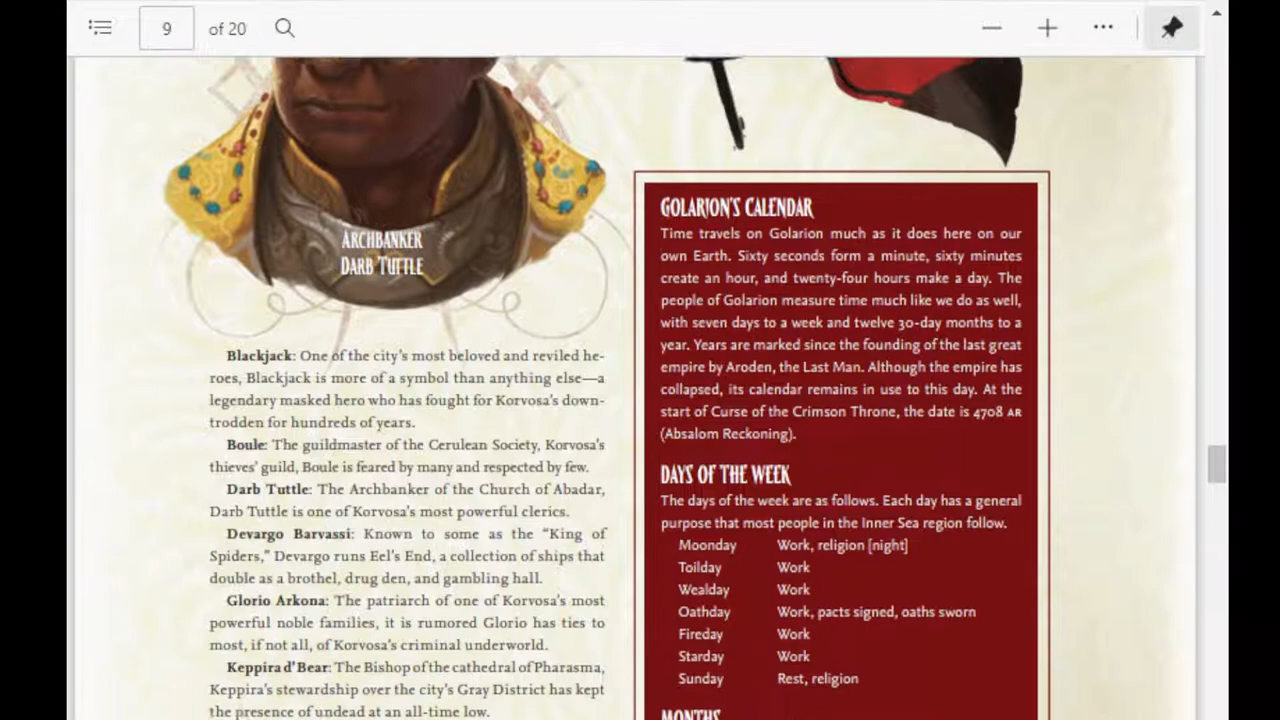 9 of 20
ARCHBANKER
DARB TUTTLE
Blackjack: One of the city's most beloved and reviled he-
roes, Blackjack is more of a symbol than anything else—a
legendary masked hero who has fought for Korvosa's down-
trodden for hundreds of years.
Boule: The guildmaster of the Cerulean Society, Korvosa's
thieves' guild, Boule is feared by many and respected by few.
Darb Tuttle: The Archbanker of the Church of Abadar,
Darb Tuttle is one of Korvosa's most powerful clerics.
Devargo Barvassi: Known to some as the "King of
Spiders," Devargo runs Eel's End, a collection of ships that
double as a brothel, drug den, and gambling hall.
Glorio Arkona: The patriarch of one of Korvosa's most
powerful noble families, it is rumored Glorio has ties to
most, if not all, of Korvosa's criminal underworld.
Keppira d'Bear: The Bishop of the cathedral of Pharasma,
Keppira's stewardship over the city's Gray District has kept
the presence of undead at an all-time low.
GOLARION'S CALENDAR
Time travels on Golarion much as it does here on our
own Earth. Sixty seconds form a minute, sixty minutes
create an hour, and twenty-four hours make a day. The
people of Golarion measure time much like we do as well,
with seven days to a week and twelve 30-day months to a
year. Years are marked since the founding of the last great
empire by Aroden, the Last Man. Although the empire has
collapsed, its calendar remains in use to this day. At the
start of Curse of the Crimson Throne, the date is 4708 AR
(Absalom Reckoning).
DAYS OF THE WEEK
The days of the week are as follows. Each day has a general
purpose that most people in the Inner Sea region follow.
Moonday Work, religion [night]
Toilday Work
Wealday Work
Oathday Work, pacts signed, oaths sworn
Fireday Work
Starday Work
Sunday Rest, religion
MONTHS